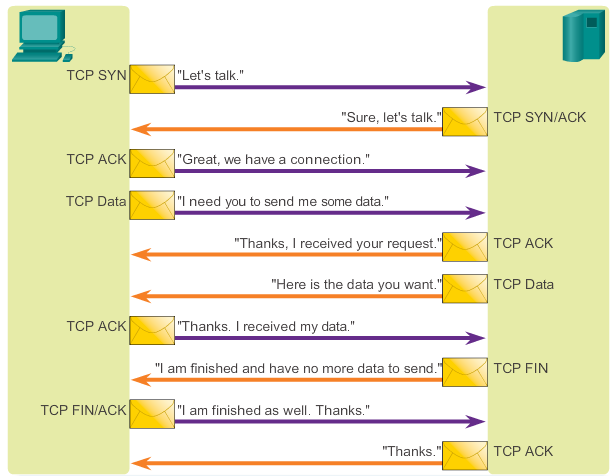 TCP SYN "Let's talk."
"Sure, let's talk." TCP SYN/ACK
TCP ACK "Great, we have a connection."
TCP Data "I need you to send me some data."
"Thanks, I received your request." TCP ACK
"Here is the data you want." TCP Data
TCP ACK "Thanks. I received my data."
"I am finished and have no more data to send." TCP FIN
TCP FIN/ACK "I am finished as well. Thanks."
"Thanks." TCP ACK